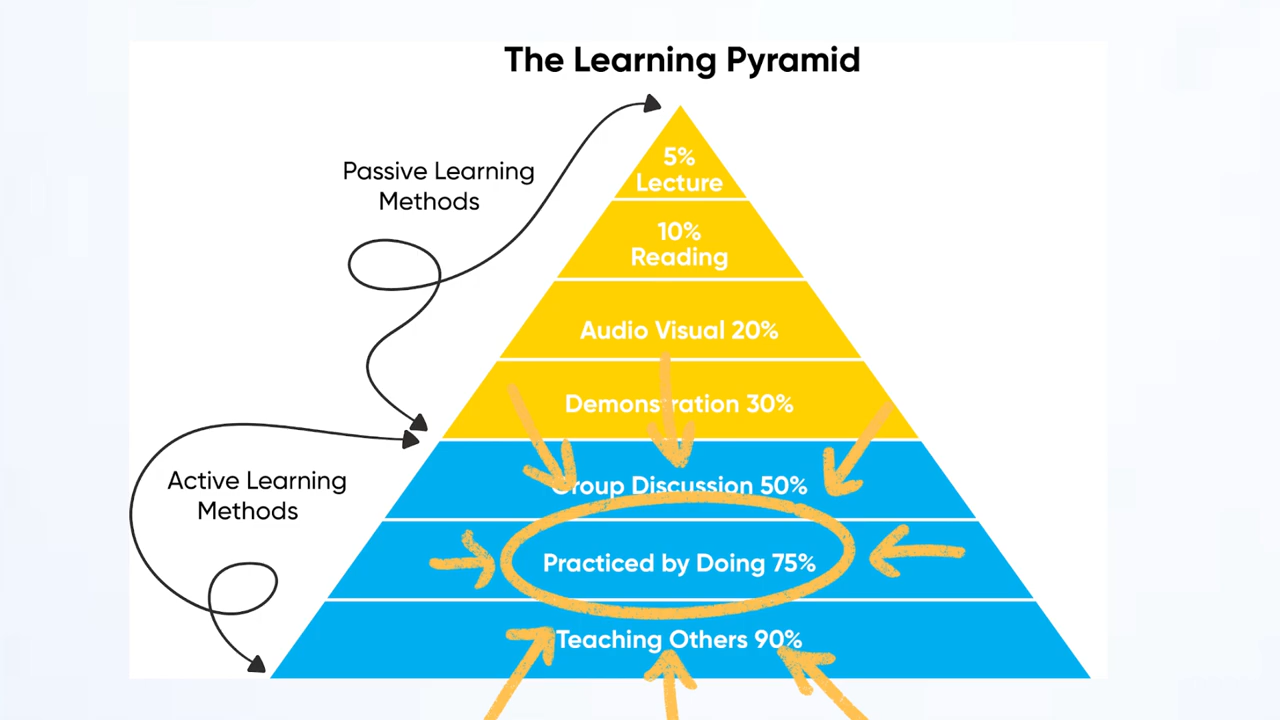 The Learning Pyramid
Passive Learning
Methods
5%
Lecture
10%
Reading
Audio Visual 20%
Demonstration 30%
Active Learning
Methods
Group Discussion 50%
Practiced by Doing 75%
Teaching Others 90%